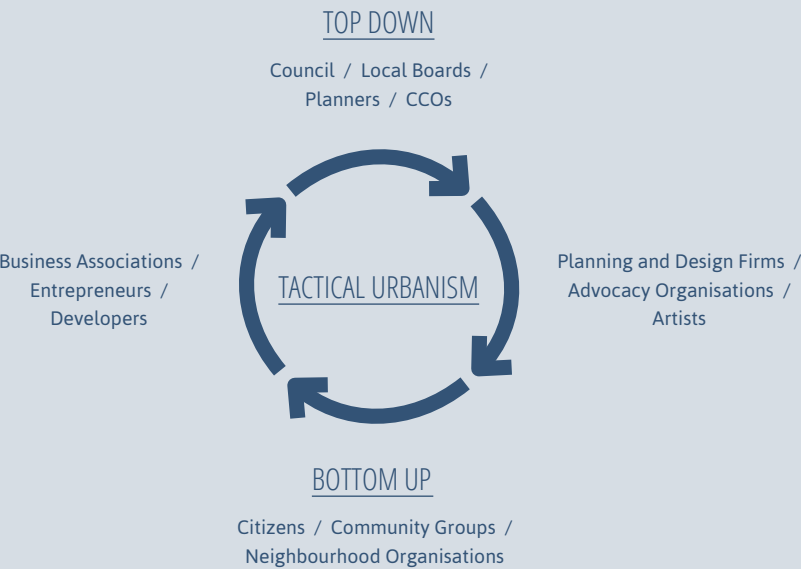 TOP DOWN
Council / Local Boards /
Planners / CCOs
Business Associations /
Entrepreneurs /
Developers
TACTICAL URBANISM
Planning and Design Firms /
Advocacy Organisations /
Artists
BOTTOM UP
Citizens / Community Groups /
Neighbourhood Organisations